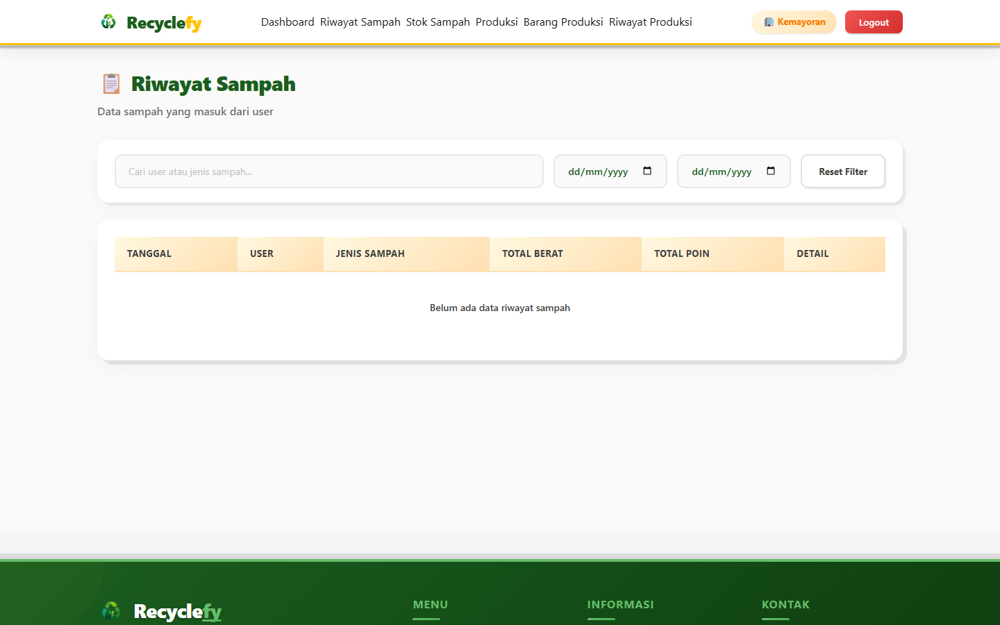 Recyclefy
Dashboard Riwayat Sampah Stok Sampah Produksi Barang Produksi Riwayat Produksi
Kemayoran
Logout
Riwayat Sampah
Data sampah yang masuk dari user
Cari user atau jenis sampah...
dd/mm/yyyy
dd/mm/yyyy
Reset Filter
TANGGAL USER JENIS SAMPAH TOTAL BERAT TOTAL POIN DETAIL
Belum ada data riwayat sampah
Recyclefy
MENU
INFORMASI
KONTAK